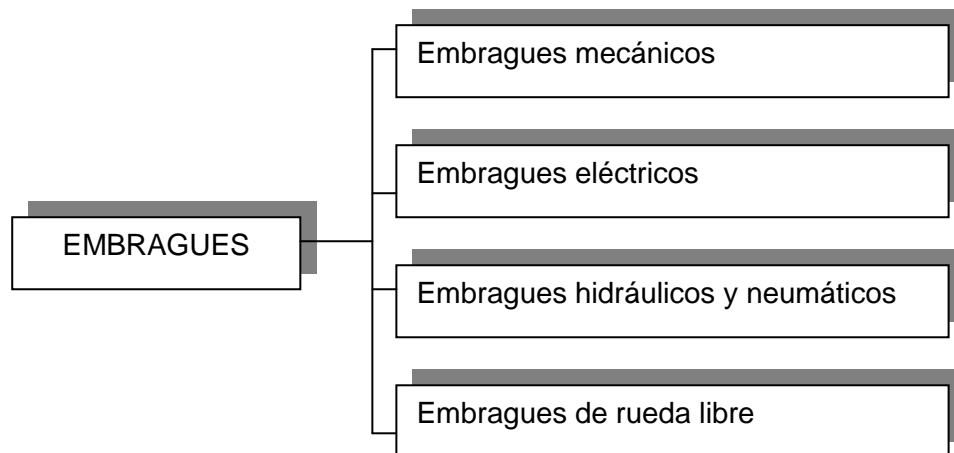 Embragues mecánicos
Embragues eléctricos
EMBRAGUES
Embragues hidráulicos y neumáticos
Embragues de rueda libre